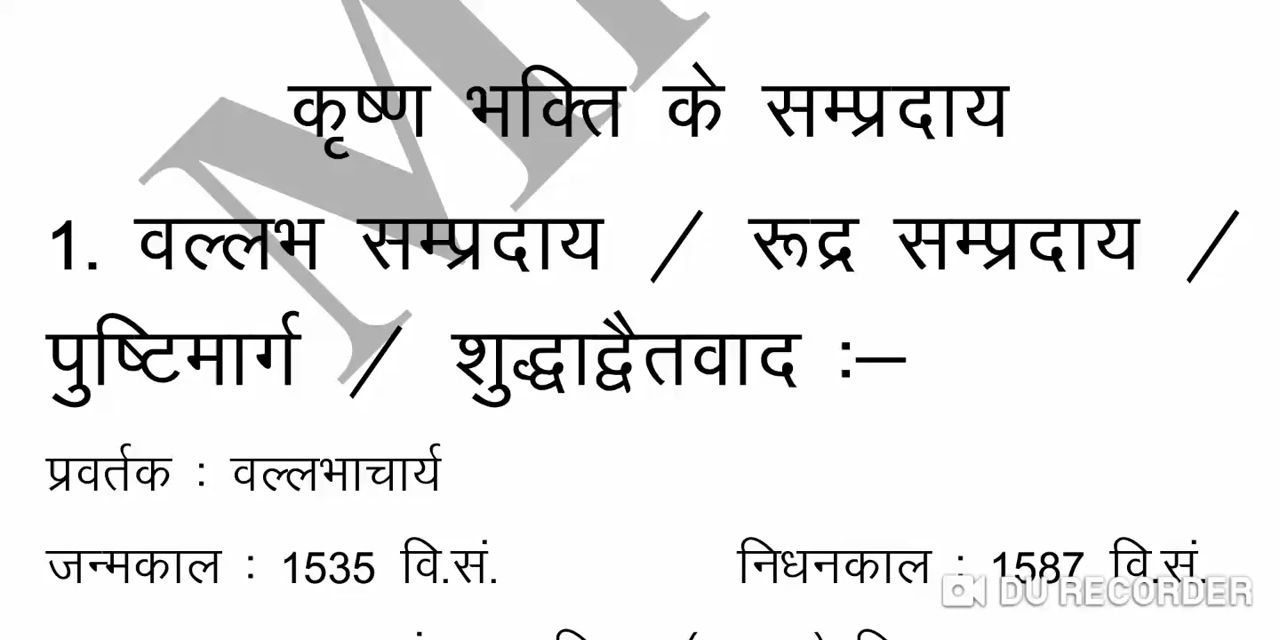 कृष्ण भक्ति के सम्प्रदाय
1. वल्लभ सम्प्रदाय / रूद्र सम्प्रदाय /
पुष्टिमार्ग / शुद्धाद्वैतवाद :–
प्रवर्तक : वल्लभाचार्य
जन्मकाल : 1535 वि.सं. निधनकाल : 1587 वि.सं.
DU RECORDER